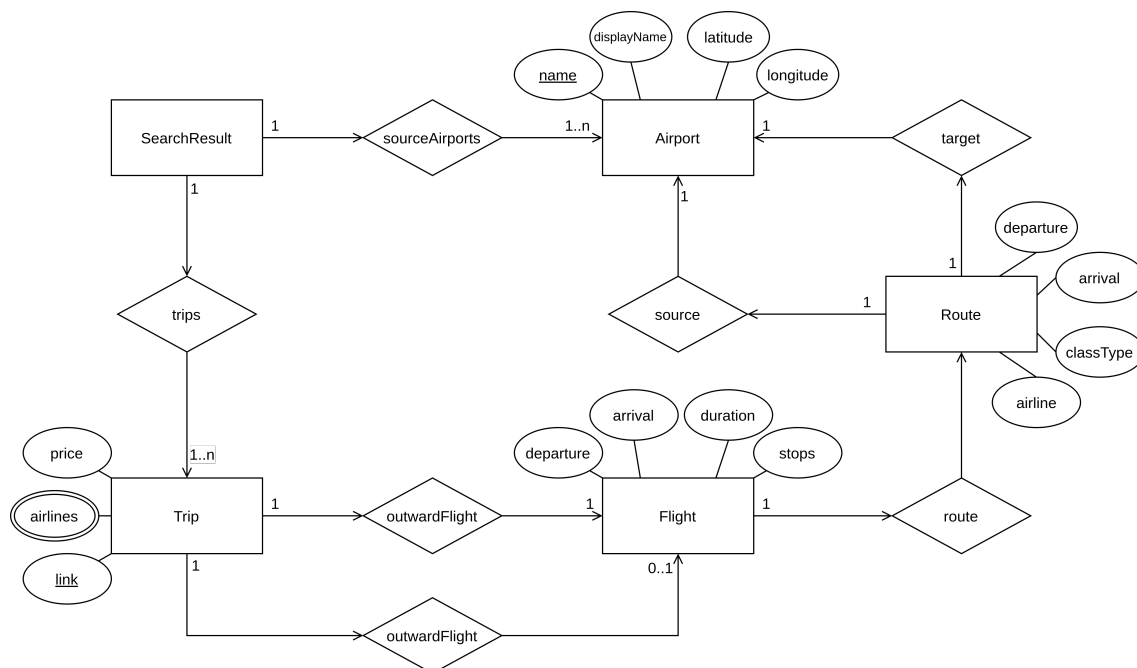 displayName
latitude
name
longitude
SearchResult
1
sourceAirports
1..n
Airport
1
target
1
1
departure
arrival
1
trips
source
1
Route
classType
airline
arrival
duration
price
1..n
departure
stops
airlines
Trip
1
outwardFlight
1
Flight
1
route
link
1
0..1
outwardFlight